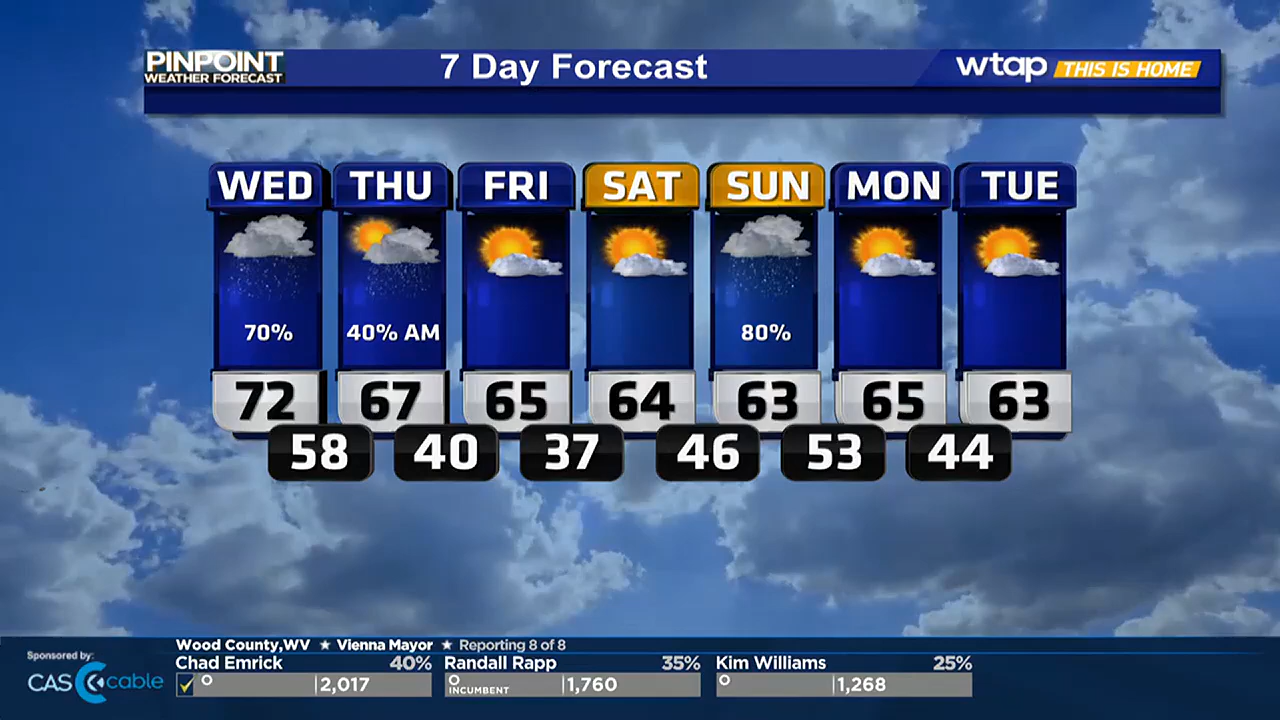 PINPOINT
WEATHER FORECAST
7 Day Forecast
wtap THIS IS HOME
WED THU FRI SAT SUN MON TUE
70% 40% AM 80%
72 67 65 64 63 65 63
58 40 37 46 53 44
Wood County,WV ★ Vienna Mayor ★ Reporting 8 of 8
Sponsored by:
CAS cable
Chad Emrick 40% Randall Rapp 35% Kim Williams 25%
O 2,017 O INCUMBENT 1,760 O 1,268